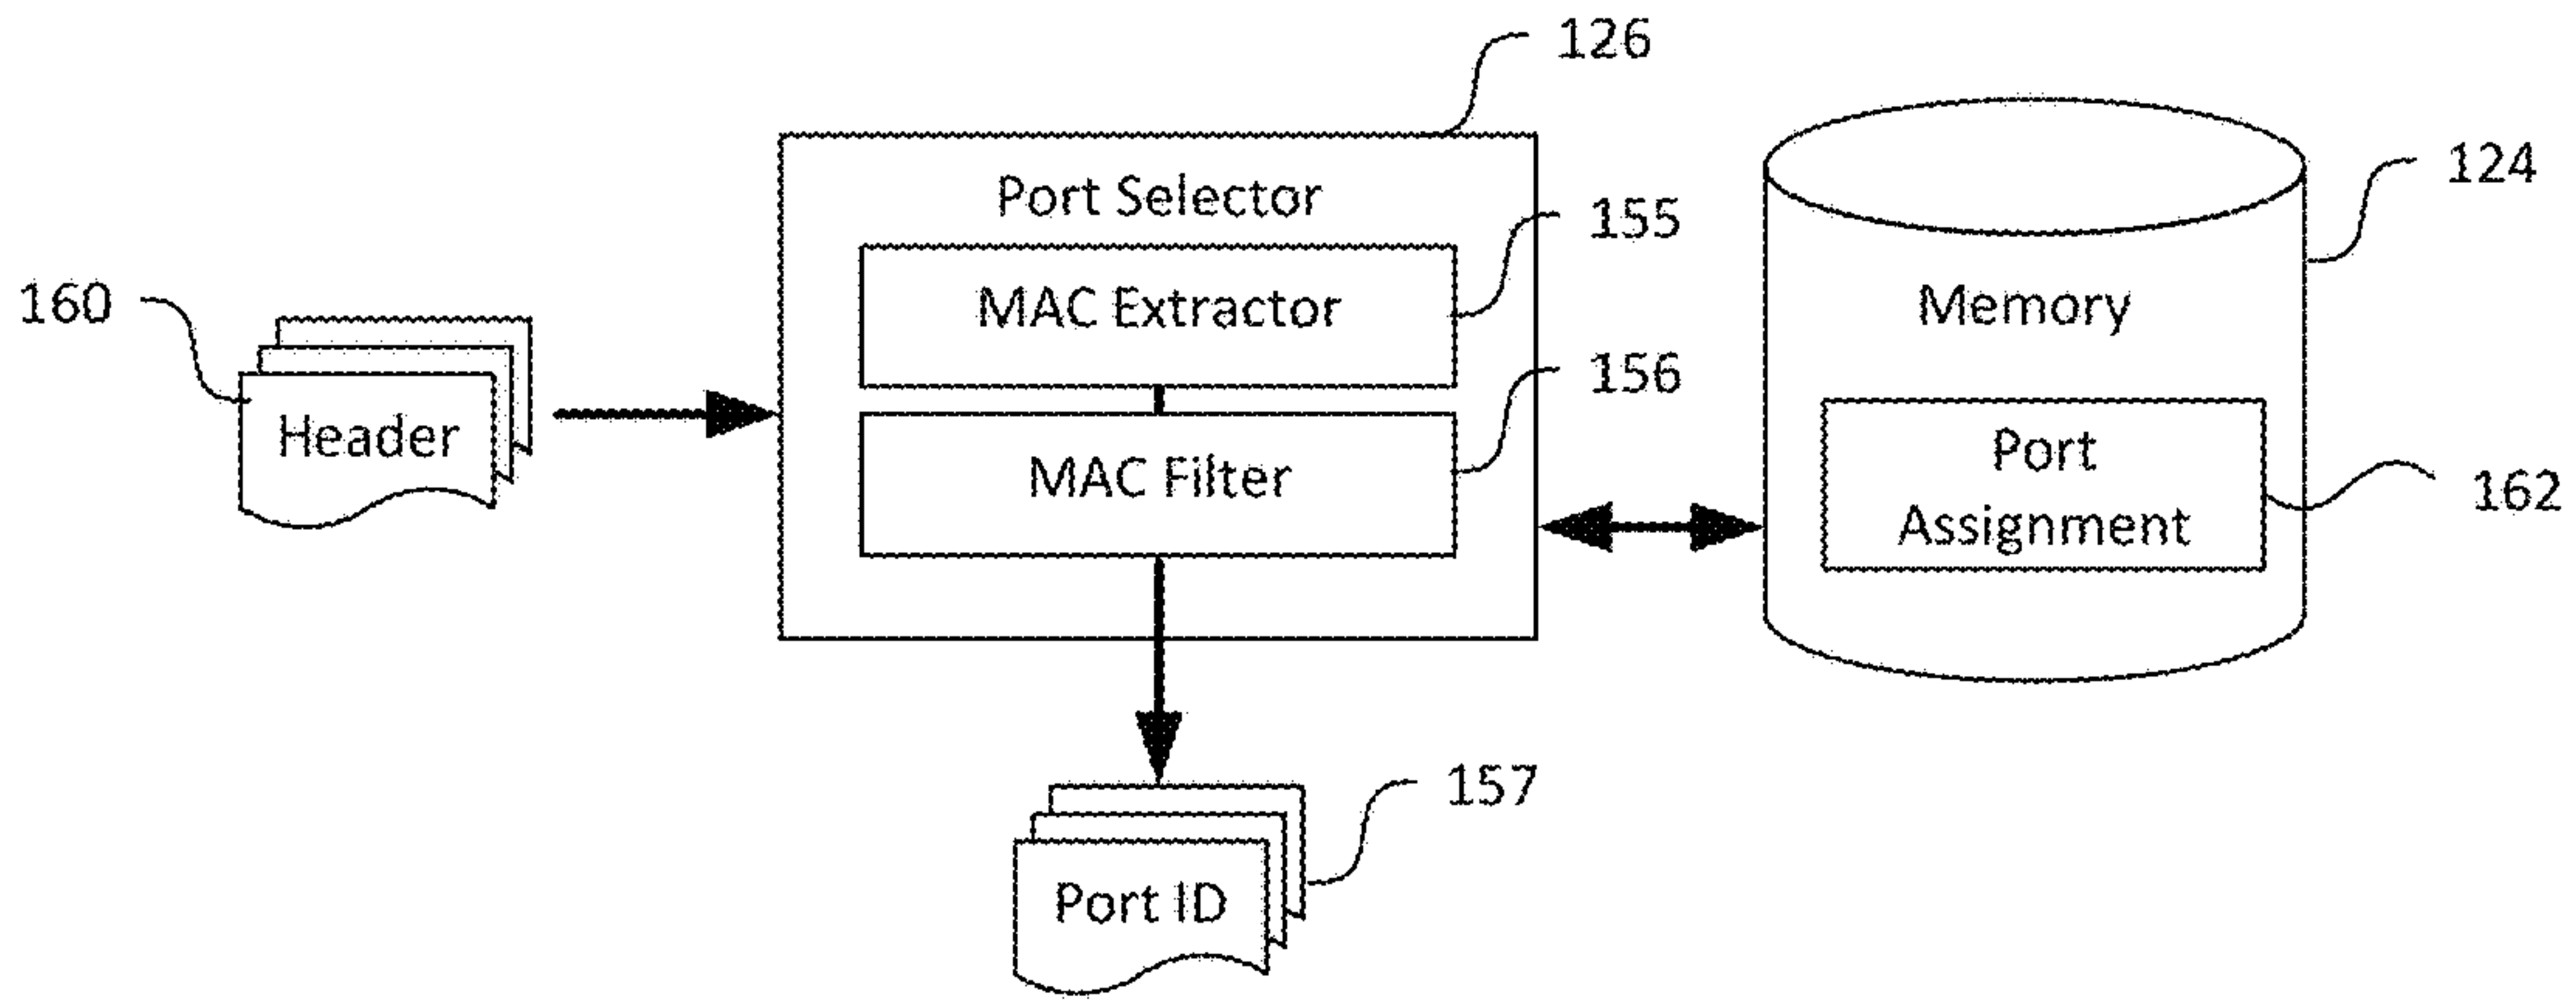 126
Port Selector
124
155
MAC Extractor
Memory
160
156
Header
MAC Filter
Port
Assignment
162
157
Port ID